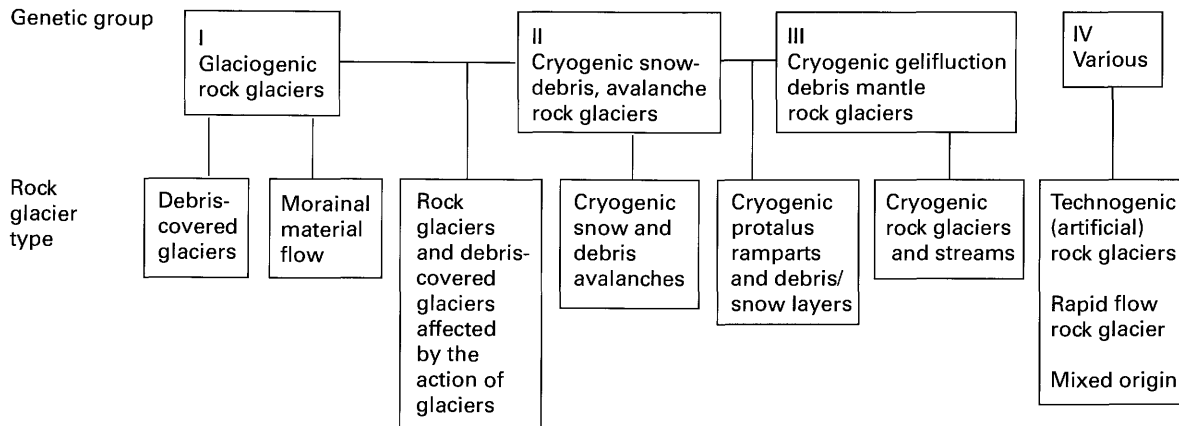 Genetic group
I
Glaciogenic
rock glaciers
II
Cryogenic snow-
debris, avalanche
rock glaciers
III
Cryogenic gelifluction
debris mantle
rock glaciers
IV
Various
Rock
glacier
type
Debris-
covered
glaciers
Morainal
material
flow
Rock
glaciers
and debris-
covered
glaciers
affected
by the
action of
glaciers
Cryogenic
snow and
debris
avalanches
Cryogenic
protalus
ramparts
and debris/
snow layers
Cryogenic
rock glaciers
and streams
Technogenic
(artificial)
rock glaciers
Rapid flow
rock glacier
Mixed origin